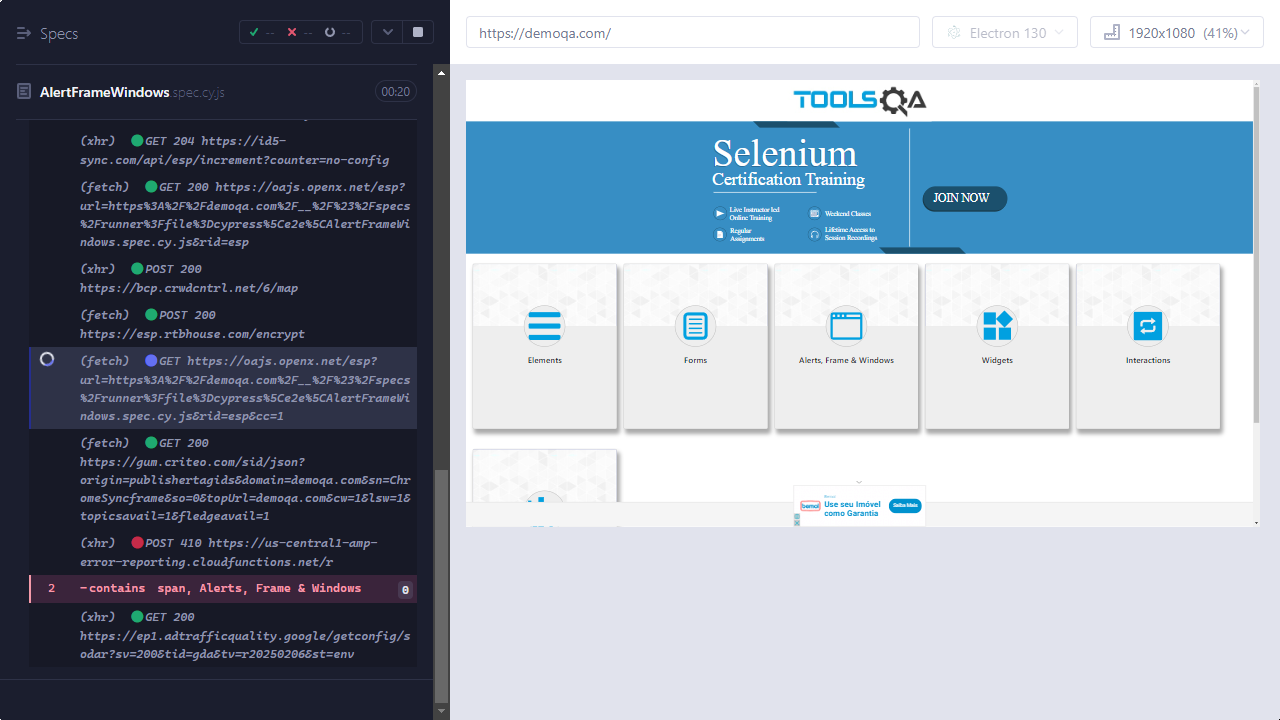 Specs
--
--
--
AlertFrameWindows.spec.cy.js
00:20
(xhr) GET 204 https://id5-
sync.com/api/esp/increment?counter=no-config
(fetch) GET 200 https://oajs.openx.net/esp?
url=https%3A%2F%2Fdemoqa.com%2F__%2F%23%2Fspecs
%2Frunner%3Ffile%3Dcypress%5Ce2e%5CAlertFrameWi
ndows.spec.cy.js&rid=esp
(xhr) POST 200
https://bcp.crwdcntrl.net/6/map
(fetch) POST 200
https://esp.rtbhouse.com/encrypt
(fetch) GET https://oajs.openx.net/esp?
url=https%3A%2F%2Fdemoqa.com%2F__%2F%23%2Fspecs
%2Frunner%3Ffile%3Dcypress%5Ce2e%5CAlertFrameWi
ndows.spec.cy.js&rid=esp&cc=1
(fetch) GET 200
https://gum.criteo.com/sid/json?
origin=publishertagids&domain=demoqa.com&sn=Chr
omeSyncframe&so=0&topUrl=demoqa.com&cw=1&lsw=1&
topicsavail=1&fledgeavail=1
(xhr) POST 410 https://us-central1-amp-
error-reporting.cloudfunctions.net/r
2 -contains span, Alerts, Frame & Windows 0
(xhr) GET 200
https://ep1.adtrafficquality.google/getconfig/s
odar?sv=200&tid=gda&tv=r20250206&st=env
https://demoqa.com/
Electron 130
1920x1080 (41%)
TOOLSQA
Selenium
Certification Training
Live Instructor led
Online Training
Weekend Classes
Regular
Assignments
Lifetime Access to
Session Recordings
JOIN NOW
Elements
Forms
Alerts, Frame & Windows
Widgets
Interactions
bemol
Bemol
Use seu Imóvel
como Garantia
Saiba Mais